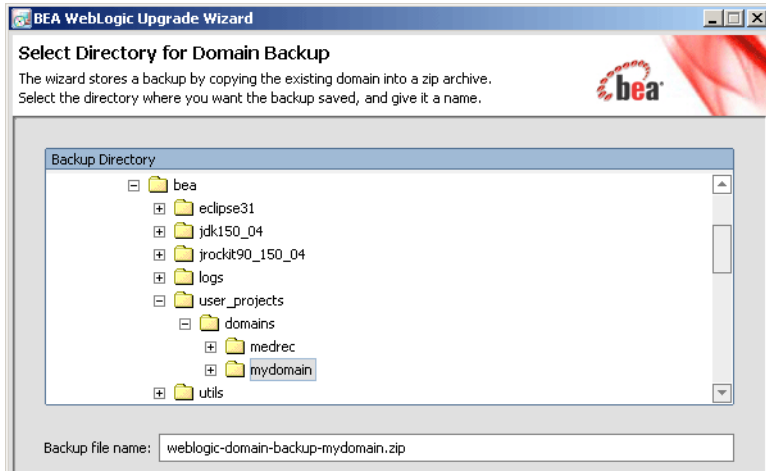 BEA WebLogic Upgrade Wizard
Select Directory for Domain Backup
The wizard stores a backup by copying the existing domain into a zip archive.
Select the directory where you want the backup saved, and give it a name.
bea
Backup Directory
bea
eclipse31
jdk150_04
jrockit90_150_04
logs
user_projects
domains
medrec
mydomain
utils
Backup file name: weblogic-domain-backup-mydomain.zip